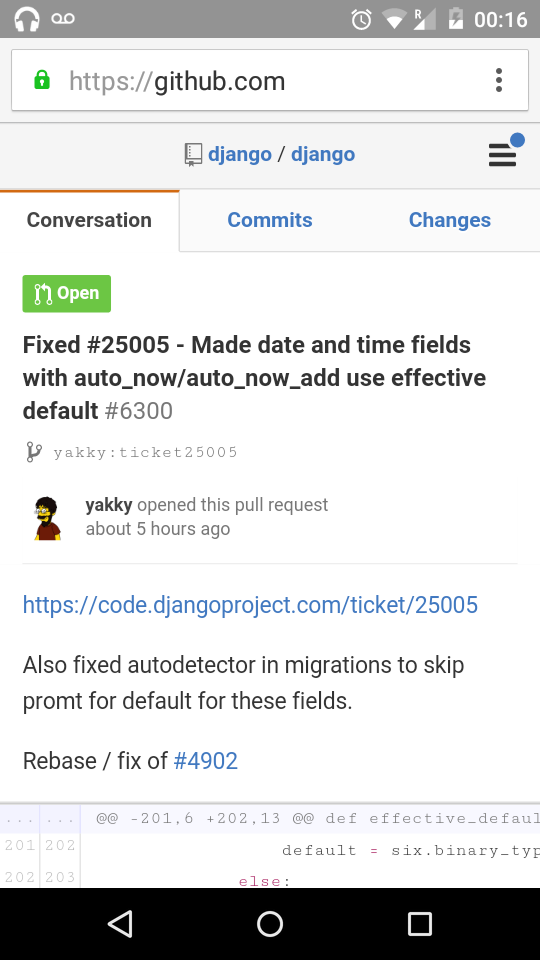 R 00:16
https://github.com
django / django
Conversation Commits Changes
Open
Fixed #25005 - Made date and time fields
with auto_now/auto_now_add use effective
default #6300
yakky:ticket25005
yakky opened this pull request
about 5 hours ago
https://code.djangoproject.com/ticket/25005
Also fixed autodetector in migrations to skip
promt for default for these fields.
Rebase / fix of #4902
... ... @@ -201,6 +202,13 @@ def effective_defaul
201 202 default = six.binary_typ
202 203 else: